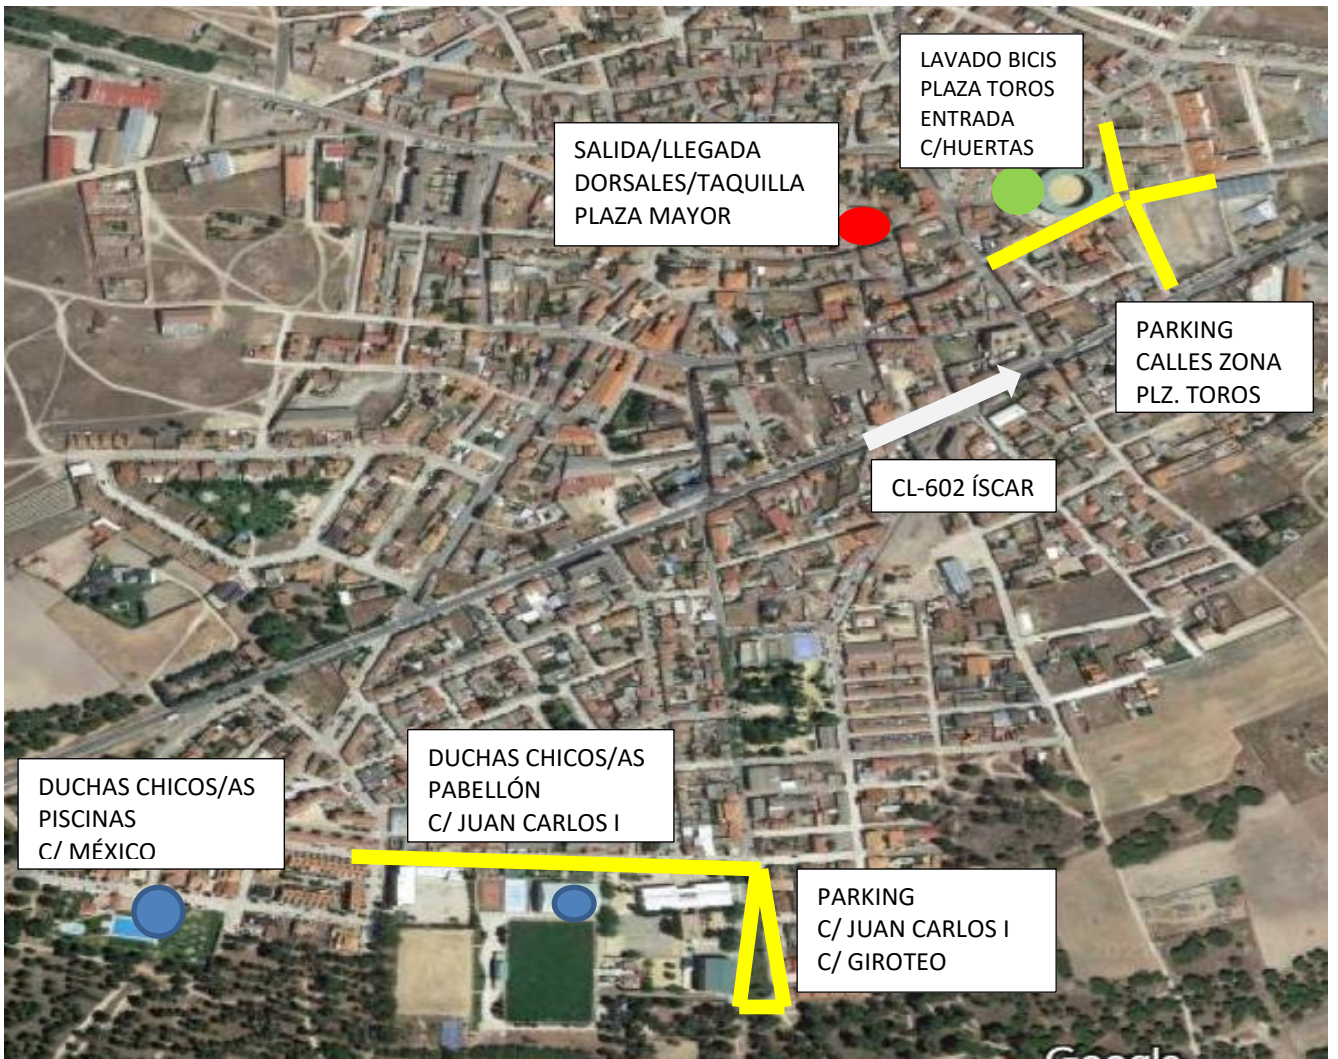 LAVADO BICIS
PLAZA TOROS
ENTRADA
C/HUERTAS
SALIDA/LLEGADA
DORSALES/TAQUILLA
PLAZA MAYOR
PARKING
CALLES ZONA
PLZ. TOROS
CL-602 ÍSCAR
DUCHAS CHICOS/AS
PABELLÓN
C/ JUAN CARLOS I
DUCHAS CHICOS/AS
PISCINAS
C/ MÉXICO
PARKING
C/ JUAN CARLOS I
C/ GIROTEO
Google